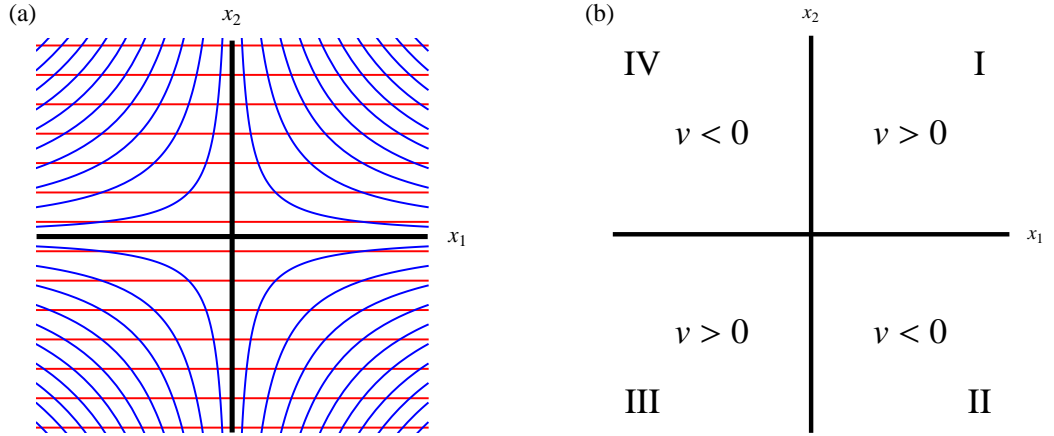 (a)
x₂
x₁
(b)
x₂
IV
I
v < 0
v > 0
x₁
v > 0
v < 0
III
II